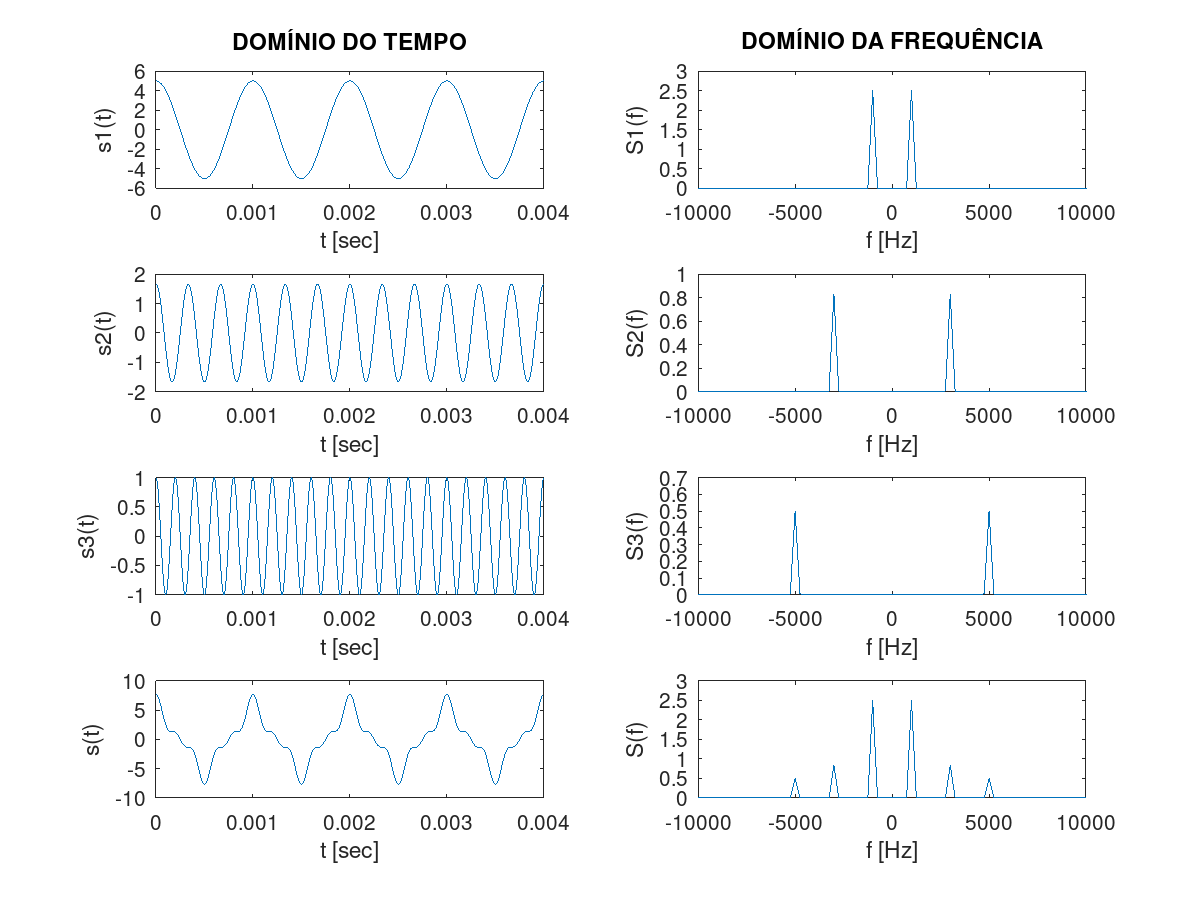 DOMÍNIO DO TEMPO
6
4
2
0
-2
-4
-6
s1(t)
0 0.001 0.002 0.003 0.004
t [sec]
DOMÍNIO DA FREQUÊNCIA
3
2.5
2
1.5
1
0.5
0
S1(f)
-10000 -5000 0 5000 10000
f [Hz]
2
1
0
-1
-2
s2(t)
0 0.001 0.002 0.003 0.004
t [sec]
1
0.8
0.6
0.4
0.2
0
S2(f)
-10000 -5000 0 5000 10000
f [Hz]
1
0.5
0
-0.5
-1
s3(t)
0 0.001 0.002 0.003 0.004
t [sec]
0.7
0.6
0.5
0.4
0.3
0.2
0.1
0
S3(f)
-10000 -5000 0 5000 10000
f [Hz]
10
5
0
-5
-10
s(t)
0 0.001 0.002 0.003 0.004
t [sec]
3
2.5
2
1.5
1
0.5
0
S(f)
-10000 -5000 0 5000 10000
f [Hz]